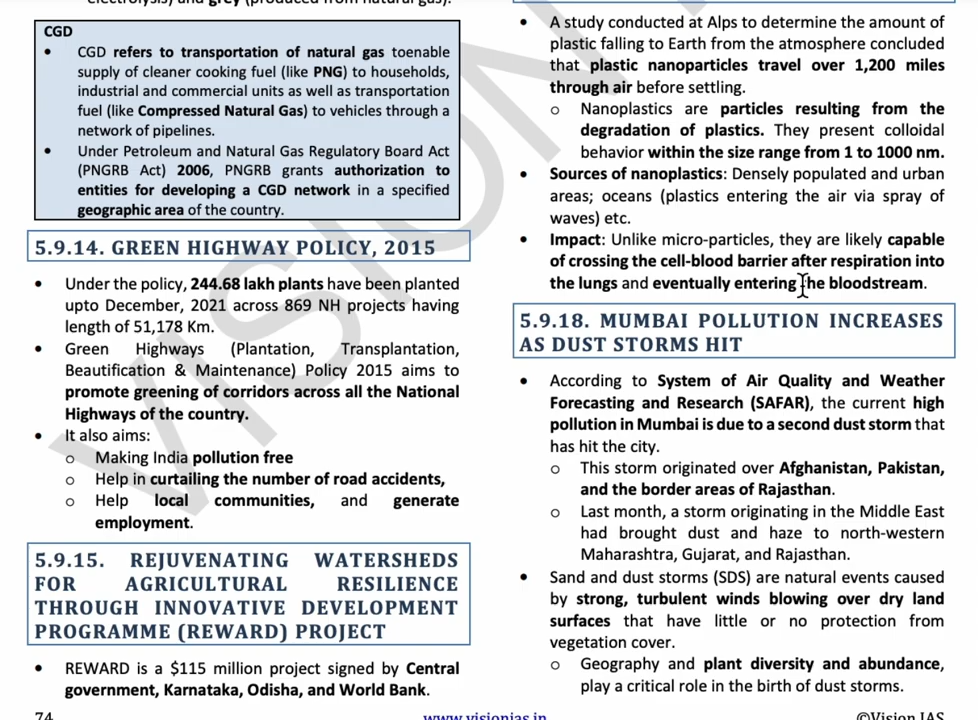 electrolysis) and grey (produced from natural gas).
CGD
• CGD refers to transportation of natural gas toenable
supply of cleaner cooking fuel (like PNG) to households,
industrial and commercial units as well as transportation
fuel (like Compressed Natural Gas) to vehicles through a
network of pipelines.
• Under Petroleum and Natural Gas Regulatory Board Act
(PNGRB Act) 2006, PNGRB grants authorization to
entities for developing a CGD network in a specified
geographic area of the country.
5.9.14. GREEN HIGHWAY POLICY, 2015
• Under the policy, 244.68 lakh plants have been planted
upto December, 2021 across 869 NH projects having
length of 51,178 Km.
• Green Highways (Plantation, Transplantation,
Beautification & Maintenance) Policy 2015 aims to
promote greening of corridors across all the National
Highways of the country.
• It also aims:
o Making India pollution free
o Help in curtailing the number of road accidents,
o Help local communities, and generate
employment.
5.9.15. REJUVENATING WATERSHEDS
FOR AGRICULTURAL RESILIENCE
THROUGH INNOVATIVE DEVELOPMENT
PROGRAMME (REWARD) PROJECT
• REWARD is a $115 million project signed by Central
government, Karnataka, Odisha, and World Bank.
• A study conducted at Alps to determine the amount of
plastic falling to Earth from the atmosphere concluded
that plastic nanoparticles travel over 1,200 miles
through air before settling.
o Nanoplastics are particles resulting from the
degradation of plastics. They present colloidal
behavior within the size range from 1 to 1000 nm.
• Sources of nanoplastics: Densely populated and urban
areas; oceans (plastics entering the air via spray of
waves) etc.
• Impact: Unlike micro-particles, they are likely capable
of crossing the cell-blood barrier after respiration into
the lungs and eventually entering the bloodstream.
5.9.18. MUMBAI POLLUTION INCREASES
AS DUST STORMS HIT
• According to System of Air Quality and Weather
Forecasting and Research (SAFAR), the current high
pollution in Mumbai is due to a second dust storm that
has hit the city.
o This storm originated over Afghanistan, Pakistan,
and the border areas of Rajasthan.
o Last month, a storm originating in the Middle East
had brought dust and haze to north-western
Maharashtra, Gujarat, and Rajasthan.
• Sand and dust storms (SDS) are natural events caused
by strong, turbulent winds blowing over dry land
surfaces that have little or no protection from
vegetation cover.
o Geography and plant diversity and abundance,
play a critical role in the birth of dust storms.
74 www.visionias.in ©Vision IAS
VISION